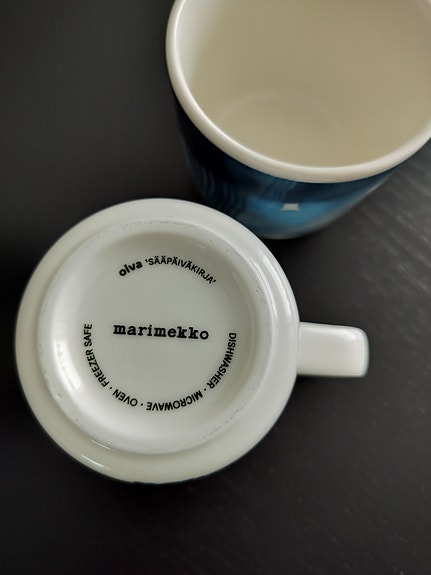 oiva 'SÄÄPÄIVÄKIRJA'
marimekko
DISHWASHER · MICROWAVE · OVEN · FREEZER SAFE